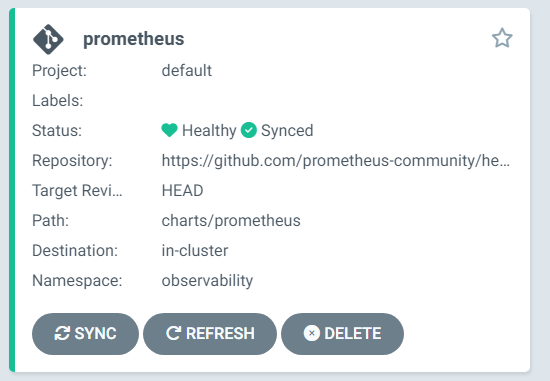 prometheus
Project: default
Labels:
Status: Healthy Synced
Repository: https://github.com/prometheus-community/he...
Target Revi... HEAD
Path: charts/prometheus
Destination: in-cluster
Namespace: observability
SYNC REFRESH DELETE